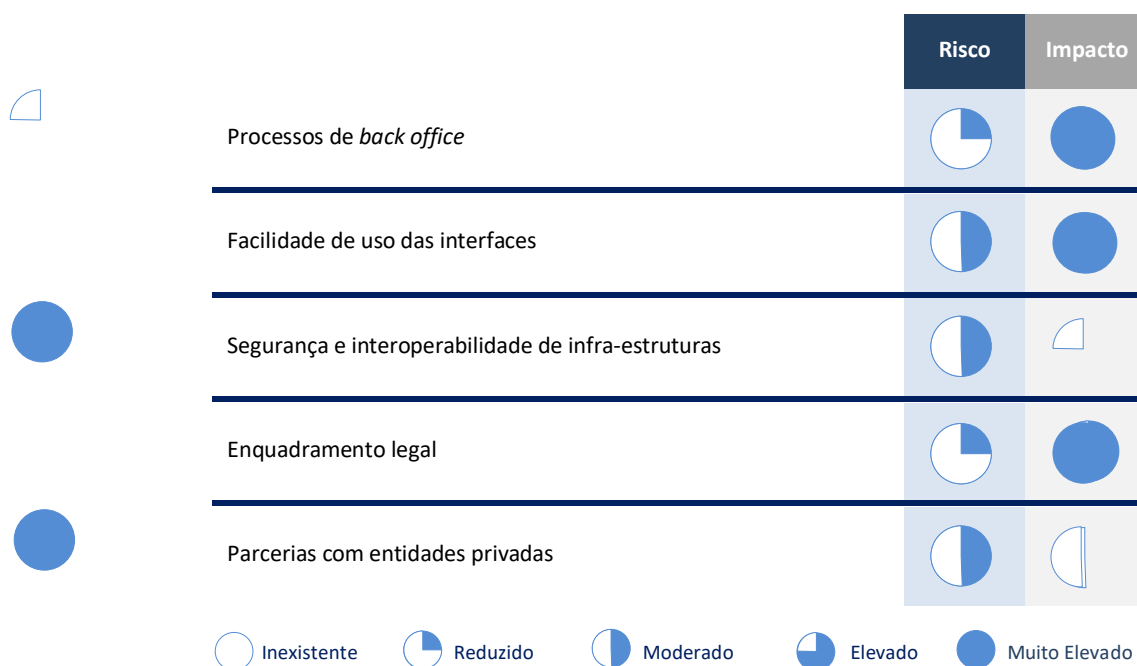 Risco Impacto
Processos de back office
Facilidade de uso das interfaces
Segurança e interoperabilidade de infra-estruturas
Enquadramento legal
Parcerias com entidades privadas
Inexistente Reduzido Moderado Elevado Muito Elevado